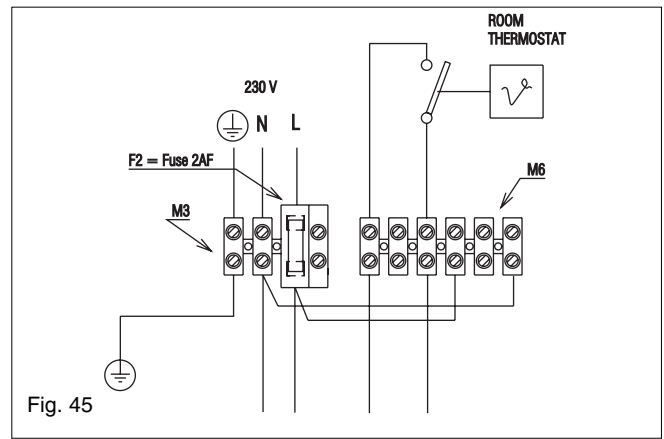 ROOM
THERMOSTAT
230 V
N L
F2 = Fuse 2AF
M6
M3
Fig. 45